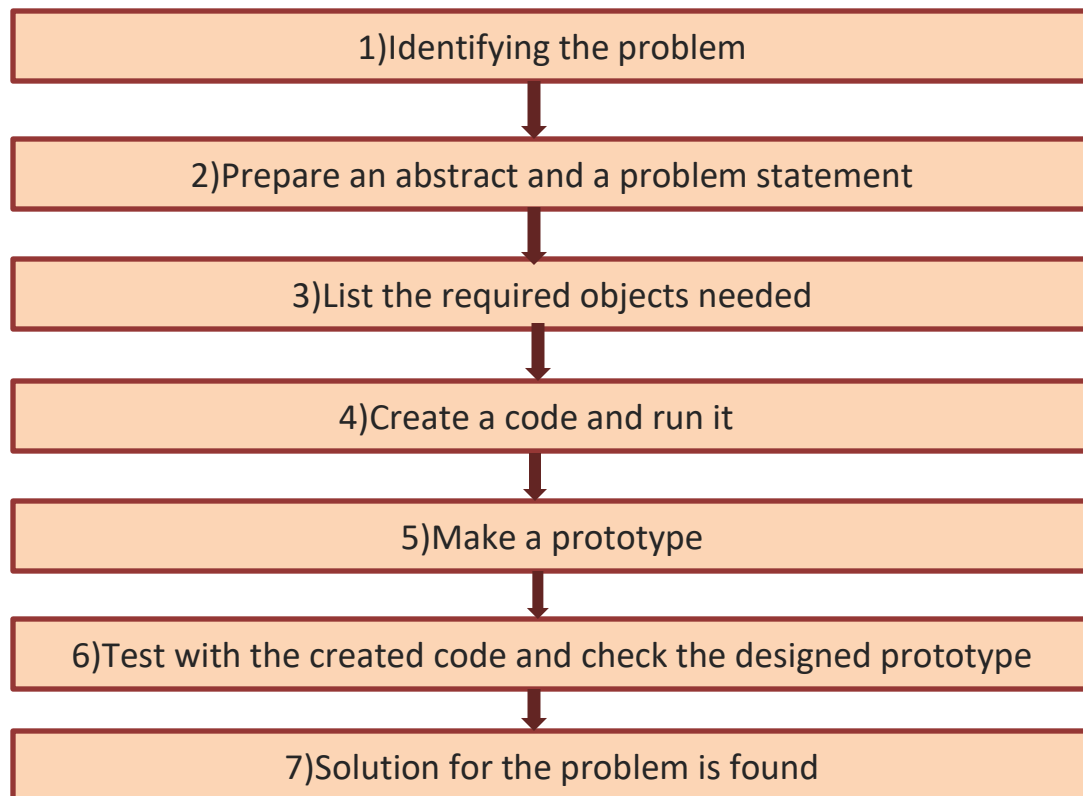 1)Identifying the problem
2)Prepare an abstract and a problem statement
3)List the required objects needed
4)Create a code and run it
5)Make a prototype
6)Test with the created code and check the designed prototype
7)Solution for the problem is found